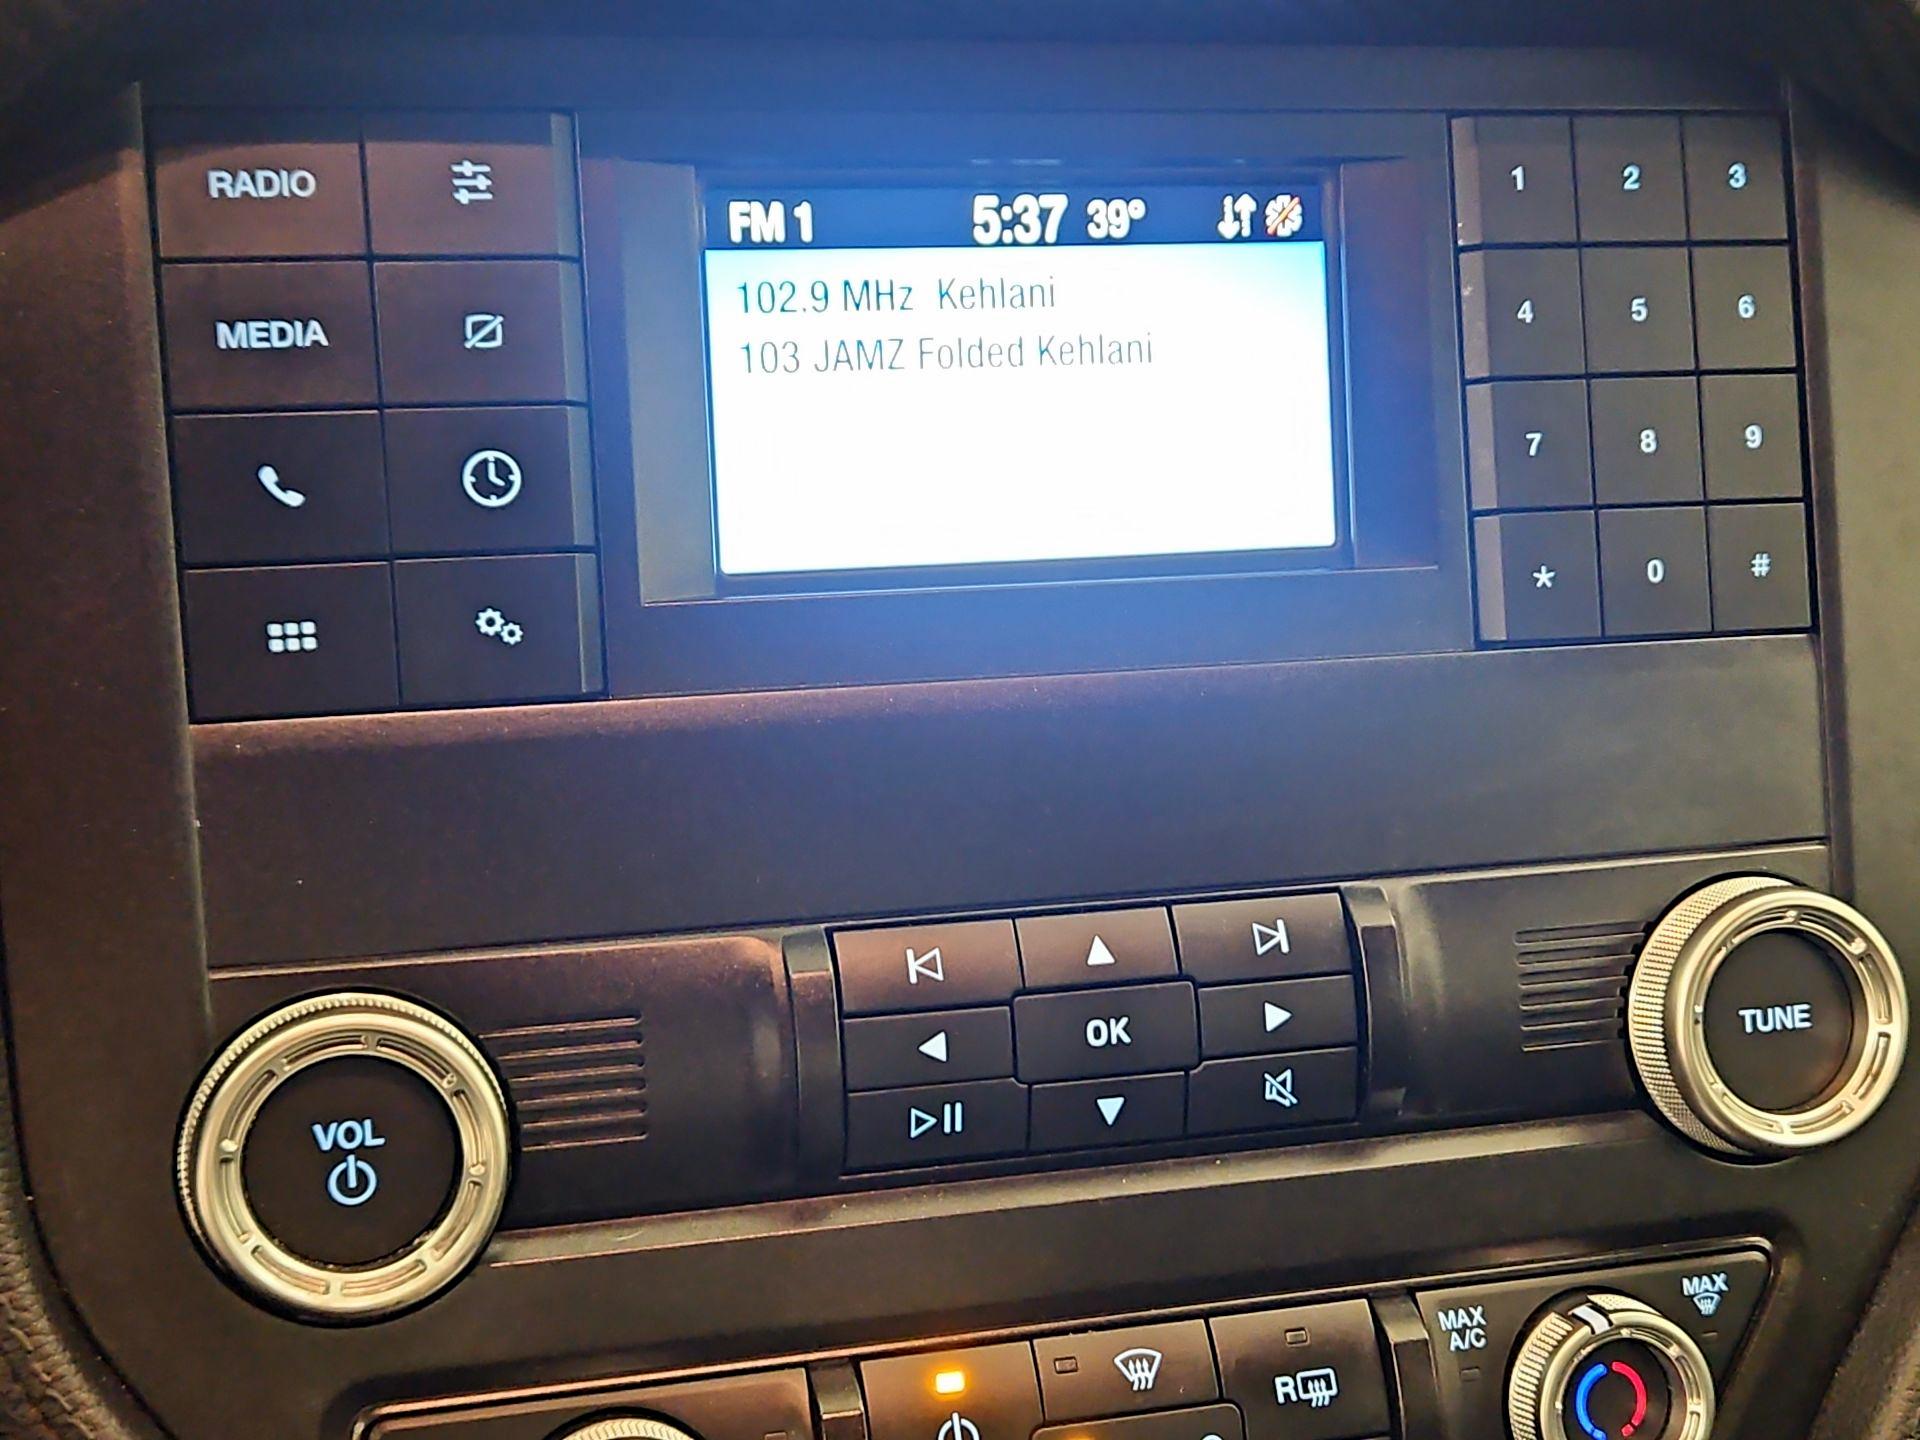 RADIO
MEDIA
FM 1 5:37 39°
102.9 MHz Kehlani
103 JAMZ Folded Kehlani
1 2 3
4 5 6
7 8 9
* 0 #
VOL
OK
TUNE
R
MAX A/C
MAX